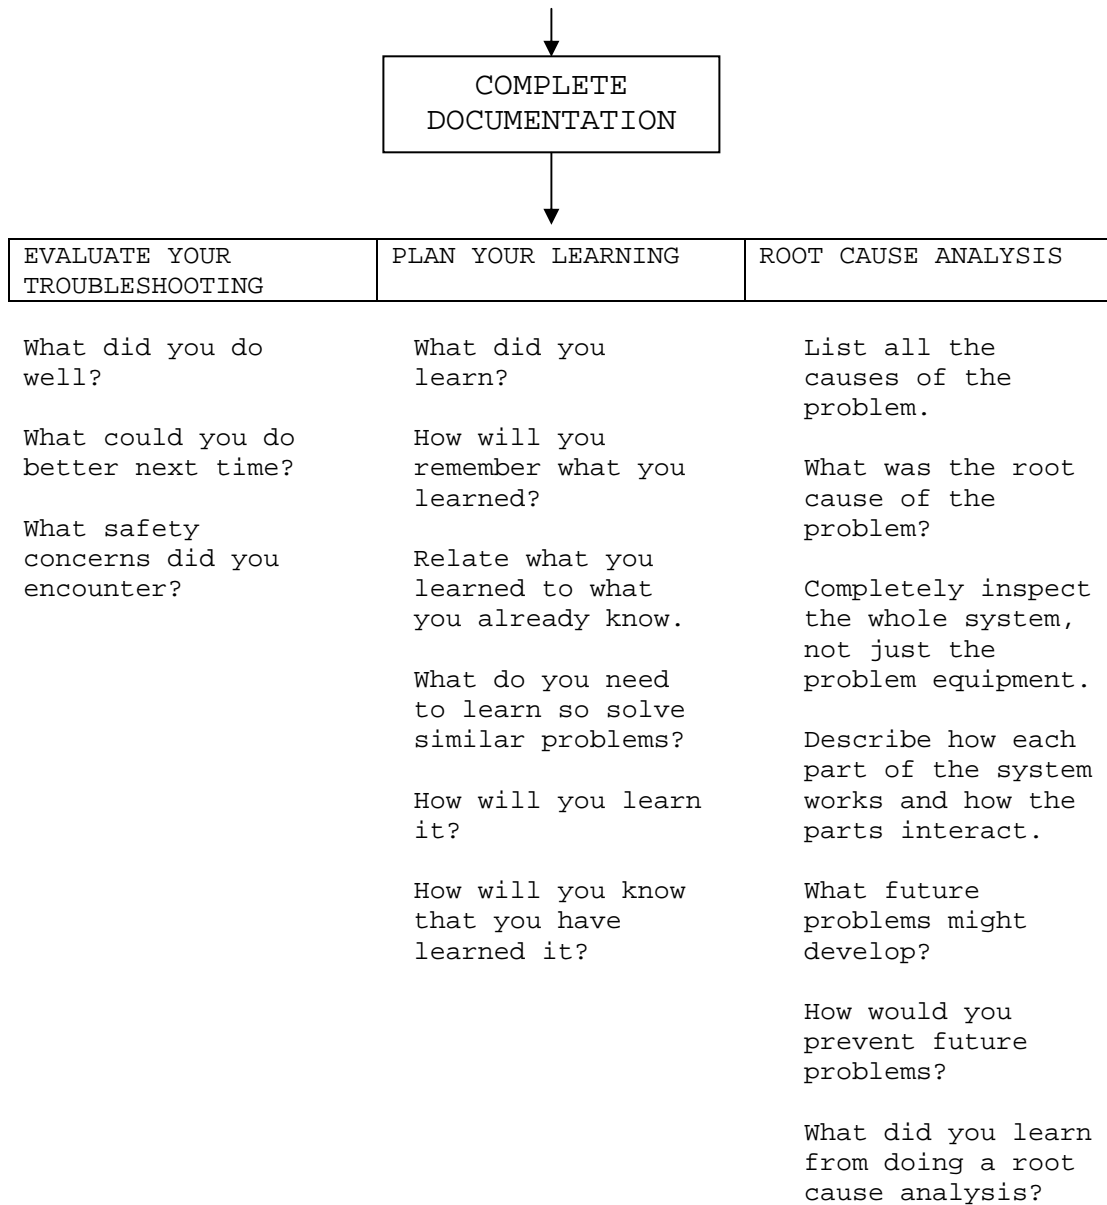 COMPLETE
DOCUMENTATION
EVALUATE YOUR
TROUBLESHOOTING
PLAN YOUR LEARNING
ROOT CAUSE ANALYSIS
What did you do
well?
What could you do
better next time?
What safety
concerns did you
encounter?
What did you
learn?
How will you
remember what you
learned?
Relate what you
learned to what
you already know.
What do you need
to learn so solve
similar problems?
How will you learn
it?
How will you know
that you have
learned it?
List all the
causes of the
problem.
What was the root
cause of the
problem?
Completely inspect
the whole system,
not just the
problem equipment.
Describe how each
part of the system
works and how the
parts interact.
What future
problems might
develop?
How would you
prevent future
problems?
What did you learn
from doing a root
cause analysis?